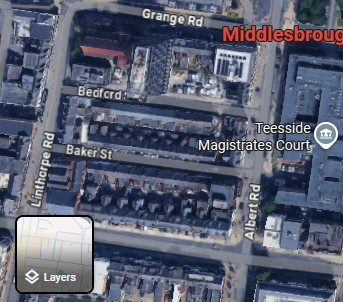 Grange Rd
Middlesbroug
Bedford
Teesside
Magistrates Court
Baker St
Linthorpe Rd
Albert Rd
Layers